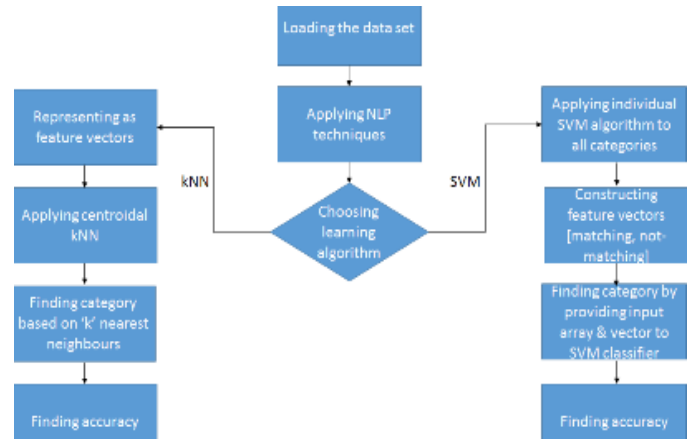 Loading the data set
Applying NLP
techniques
Choosing
learning
algorithm
kNN
SVM
Representing as
feature vectors
Applying centroidal
kNN
Finding category
based on 'k' nearest
neighbours
Finding accuracy
Applying individual
SVM algorithm to
all categories
Constructing
feature vectors
[matching, not-
matching]
Finding category by
providing input
array & vector to
SVM classifier
Finding accuracy